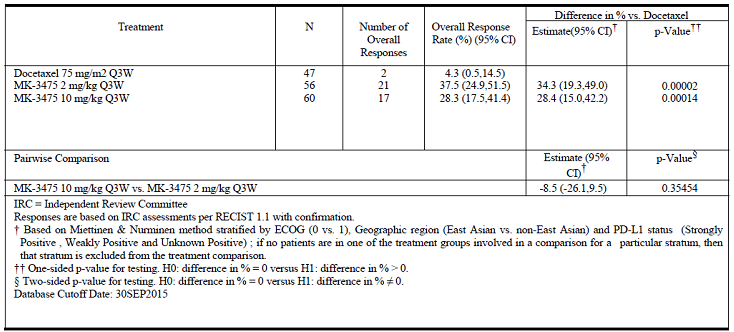 Treatment N Number of Overall Responses Overall Response Rate (%) (95% CI) Difference in % vs. Docetaxel
Estimate(95% CI)† p-Value††
Docetaxel 75 mg/m2 Q3W 47 2 4.3 (0.5,14.5)
MK-3475 2 mg/kg Q3W 56 21 37.5 (24.9,51.5) 34.3 (19.3,49.0) 0.00002
MK-3475 10 mg/kg Q3W 60 17 28.3 (17.5,41.4) 28.4 (15.0,42.2) 0.00014
Pairwise Comparison Estimate (95% CI)† p-Value§
MK-3475 10 mg/kg Q3W vs. MK-3475 2 mg/kg Q3W -8.5 (-26.1,9.5) 0.35454
IRC = Independent Review Committee
Responses are based on IRC assessments per RECIST 1.1 with confirmation.
† Based on Miettinen & Nurminen method stratified by ECOG (0 vs. 1), Geographic region (East Asian vs. non-East Asian) and PD-L1 status (Strongly
Positive , Weakly Positive and Unknown Positive) ; if no patients are in one of the treatment groups involved in a comparison for a particular stratum, then
that stratum is excluded from the treatment comparison.
†† One-sided p-value for testing. H0: difference in % = 0 versus H1: difference in % > 0.
§ Two-sided p-value for testing. H0: difference in % = 0 versus H1: difference in % ≠ 0.
Database Cutoff Date: 30SEP2015